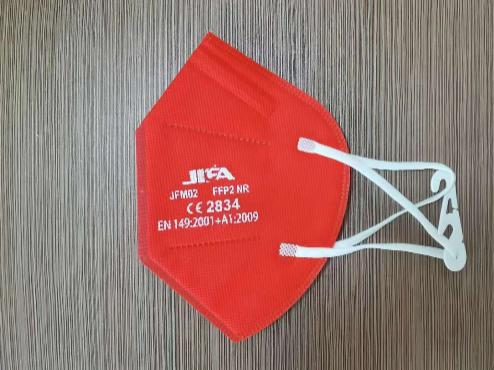 JIFA
JFM02 FFP2 NR
CE 2834
EN 149:2001+A1:2009